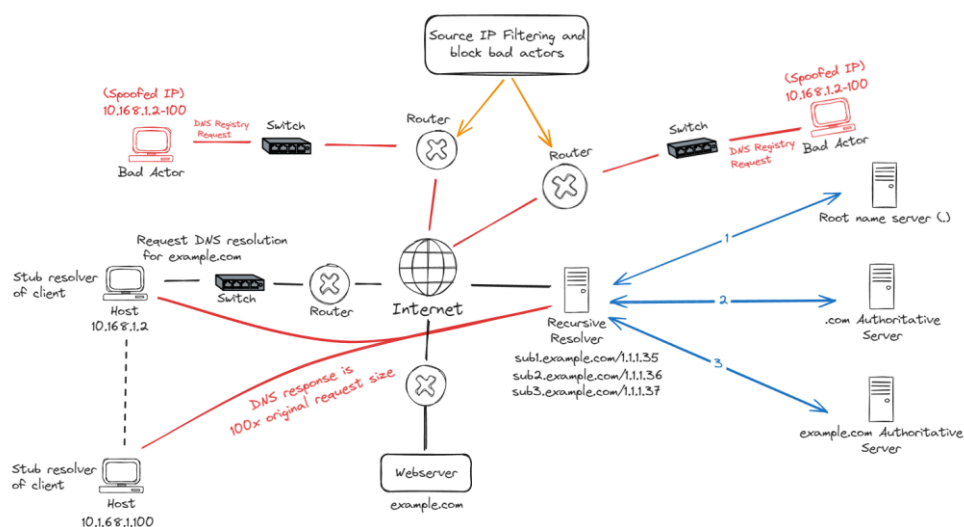 Source IP Filtering and
block bad actors
(Spoofed IP)
10.168.1.2-100
DNS Registry
Request
Bad Actor
Switch
Router
Router
Switch
(Spoofed IP)
10.168.1.2-100
DNS Registry
Request
Bad Actor
Root name server (.)
1
Request DNS resolution
for example.com
Stub resolver
of client
Host
10.168.1.2
Switch
Router
Internet
Recursive
Resolver
sub1.example.com/1.1.1.35
sub2.example.com/1.1.1.36
sub3.example.com/1.1.1.37
2
.com Authoritative
Server
3
example.com Authoritative
Server
DNS response is
100x original request size
Stub resolver
of client
Host
10.1.68.1.100
Webserver
example.com